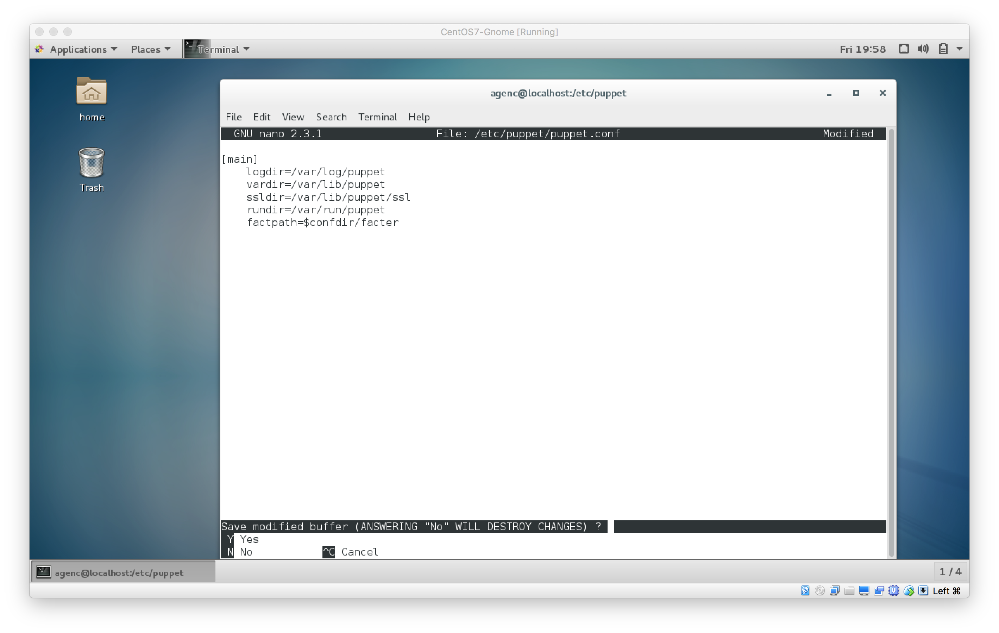 CentOS7-Gnome [Running]
Applications Places Terminal Fri 19:58
home
Trash
agenc@localhost:/etc/puppet
File Edit View Search Terminal Help
GNU nano 2.3.1 File: /etc/puppet/puppet.conf Modified
[main]
logdir=/var/log/puppet
vardir=/var/lib/puppet
ssldir=/var/lib/puppet/ssl
rundir=/var/run/puppet
factpath=$confdir/facter
Save modified buffer (ANSWERING "No" WILL DESTROY CHANGES) ?
Y Yes
N No ^C Cancel
agenc@localhost:/etc/puppet 1 / 4
Left ⌘